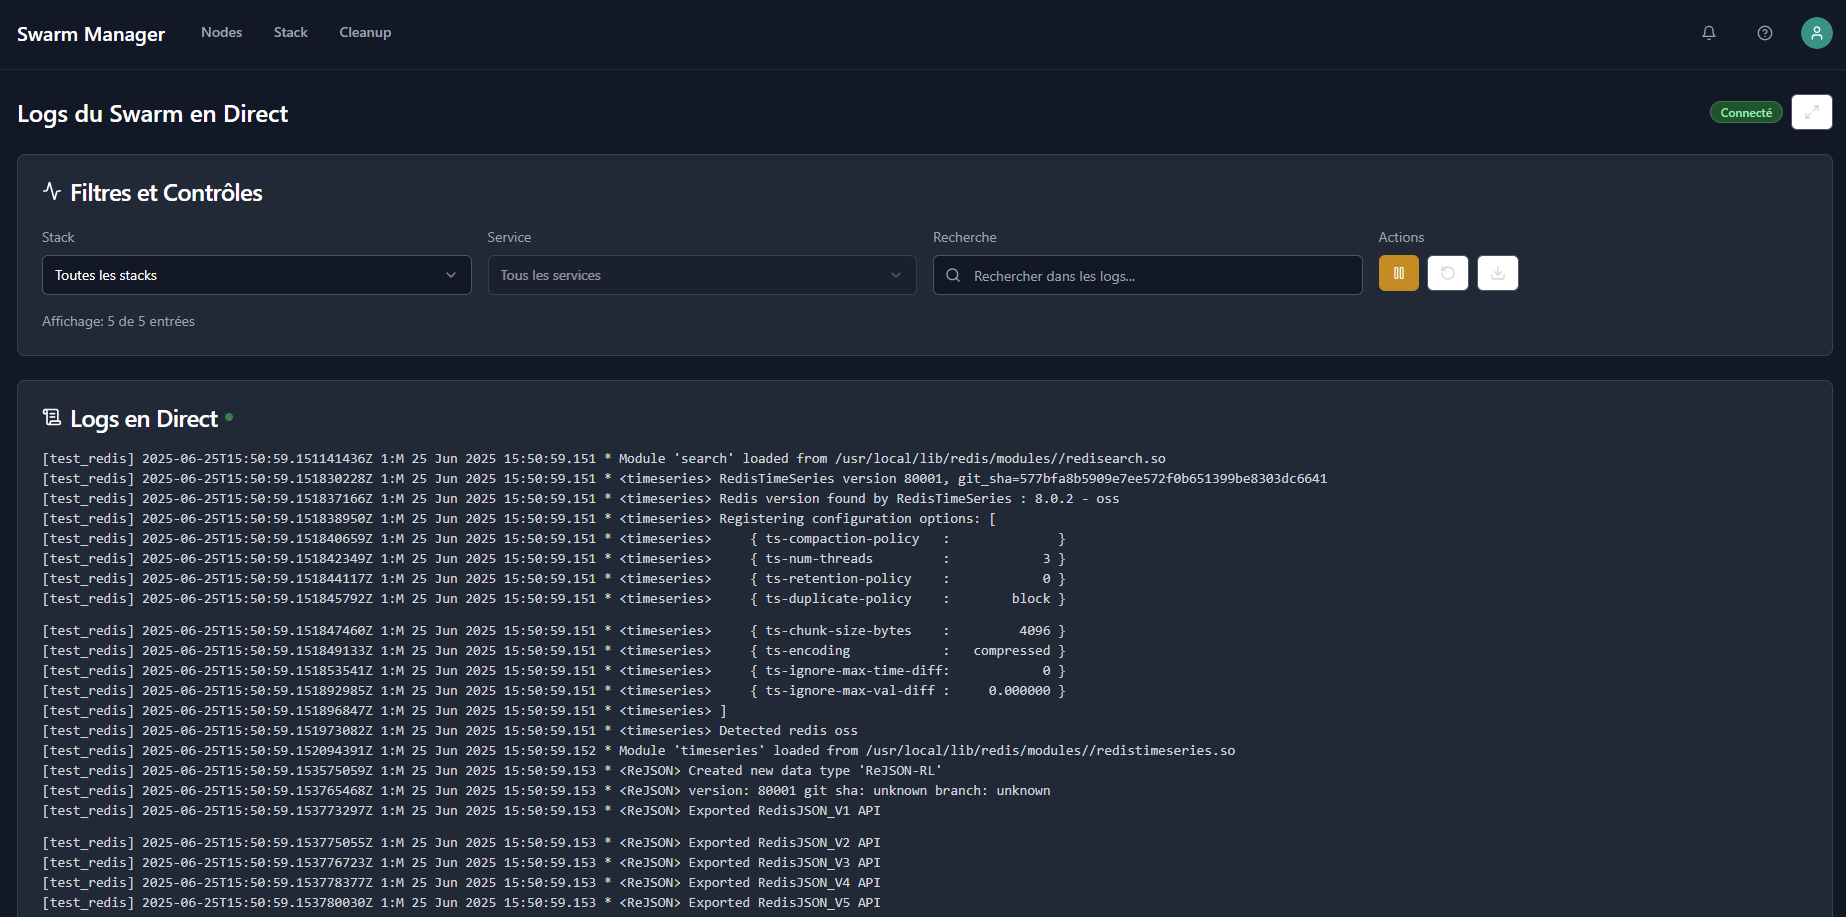 Swarm Manager Nodes Stack Cleanup
Logs du Swarm en Direct
Connecté
Filtres et Contrôles
Stack Service Recherche Actions
Toutes les stacks Tous les services Rechercher dans les logs...
Affichage: 5 de 5 entrées
Logs en Direct
[test_redis] 2025-06-25T15:50:59.151141436Z 1:M 25 Jun 2025 15:50:59.151 * Module 'search' loaded from /usr/local/lib/redis/modules//redisearch.so
[test_redis] 2025-06-25T15:50:59.151830228Z 1:M 25 Jun 2025 15:50:59.151 * <timeseries> RedisTimeSeries version 80001, git_sha=577bfa8b5909e7ee572f0b651399be8303dc6641
[test_redis] 2025-06-25T15:50:59.151837166Z 1:M 25 Jun 2025 15:50:59.151 * <timeseries> Redis version found by RedisTimeSeries : 8.0.2 - oss
[test_redis] 2025-06-25T15:50:59.151838950Z 1:M 25 Jun 2025 15:50:59.151 * <timeseries> Registering configuration options: [
[test_redis] 2025-06-25T15:50:59.151840659Z 1:M 25 Jun 2025 15:50:59.151 * <timeseries>     { ts-compaction-policy   :              }
[test_redis] 2025-06-25T15:50:59.151842349Z 1:M 25 Jun 2025 15:50:59.151 * <timeseries>     { ts-num-threads         :            3 }
[test_redis] 2025-06-25T15:50:59.151844117Z 1:M 25 Jun 2025 15:50:59.151 * <timeseries>     { ts-retention-policy    :            0 }
[test_redis] 2025-06-25T15:50:59.151845792Z 1:M 25 Jun 2025 15:50:59.151 * <timeseries>     { ts-duplicate-policy    :        block }
[test_redis] 2025-06-25T15:50:59.151847460Z 1:M 25 Jun 2025 15:50:59.151 * <timeseries>     { ts-chunk-size-bytes    :         4096 }
[test_redis] 2025-06-25T15:50:59.151849133Z 1:M 25 Jun 2025 15:50:59.151 * <timeseries>     { ts-encoding            :   compressed }
[test_redis] 2025-06-25T15:50:59.151853541Z 1:M 25 Jun 2025 15:50:59.151 * <timeseries>     { ts-ignore-max-time-diff:            0 }
[test_redis] 2025-06-25T15:50:59.151892985Z 1:M 25 Jun 2025 15:50:59.151 * <timeseries>     { ts-ignore-max-val-diff :     0.000000 }
[test_redis] 2025-06-25T15:50:59.151896847Z 1:M 25 Jun 2025 15:50:59.151 * <timeseries> ]
[test_redis] 2025-06-25T15:50:59.151973082Z 1:M 25 Jun 2025 15:50:59.151 * <timeseries> Detected redis oss
[test_redis] 2025-06-25T15:50:59.152094391Z 1:M 25 Jun 2025 15:50:59.152 * Module 'timeseries' loaded from /usr/local/lib/redis/modules//redistimeseries.so
[test_redis] 2025-06-25T15:50:59.153575059Z 1:M 25 Jun 2025 15:50:59.153 * <ReJSON> Created new data type 'ReJSON-RL'
[test_redis] 2025-06-25T15:50:59.153765468Z 1:M 25 Jun 2025 15:50:59.153 * <ReJSON> version: 80001 git sha: unknown branch: unknown
[test_redis] 2025-06-25T15:50:59.153773297Z 1:M 25 Jun 2025 15:50:59.153 * <ReJSON> Exported RedisJSON_V1 API
[test_redis] 2025-06-25T15:50:59.153775055Z 1:M 25 Jun 2025 15:50:59.153 * <ReJSON> Exported RedisJSON_V2 API
[test_redis] 2025-06-25T15:50:59.153776723Z 1:M 25 Jun 2025 15:50:59.153 * <ReJSON> Exported RedisJSON_V3 API
[test_redis] 2025-06-25T15:50:59.153778377Z 1:M 25 Jun 2025 15:50:59.153 * <ReJSON> Exported RedisJSON_V4 API
[test_redis] 2025-06-25T15:50:59.153780030Z 1:M 25 Jun 2025 15:50:59.153 * <ReJSON> Exported RedisJSON_V5 API